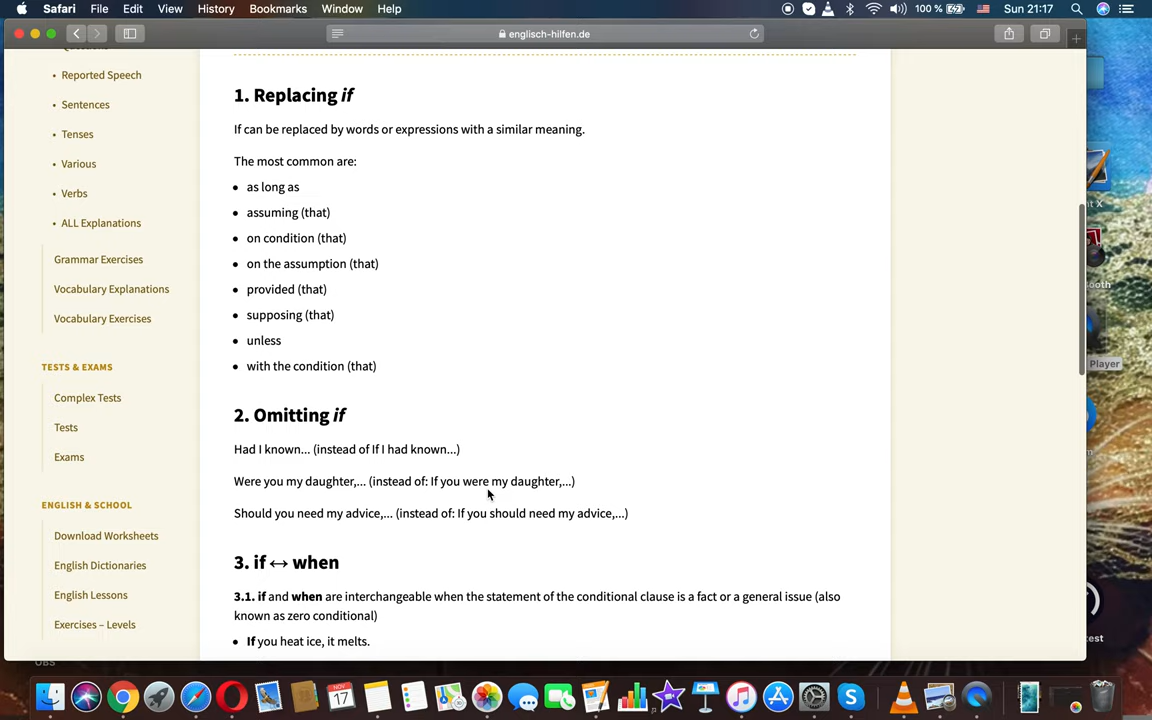 Safari File Edit View History Bookmarks Window Help 100 % Sun 21:17
englisch-hilfen.de
Reported Speech
Sentences
Tenses
Various
Verbs
ALL Explanations
Grammar Exercises
Vocabulary Explanations
Vocabulary Exercises
TESTS & EXAMS
Complex Tests
Tests
Exams
ENGLISH & SCHOOL
Download Worksheets
English Dictionaries
English Lessons
Exercises – Levels
1. Replacing if
If can be replaced by words or expressions with a similar meaning.
The most common are:
• as long as
• assuming (that)
• on condition (that)
• on the assumption (that)
• provided (that)
• supposing (that)
• unless
• with the condition (that)
2. Omitting if
Had I known... (instead of If I had known...)
Were you my daughter,... (instead of: If you were my daughter,...)
Should you need my advice,... (instead of: If you should need my advice,...)
3. if ↔ when
3.1. if and when are interchangeable when the statement of the conditional clause is a fact or a general issue (also
known as zero conditional)
• If you heat ice, it melts.
Player
OBS
NOV
17